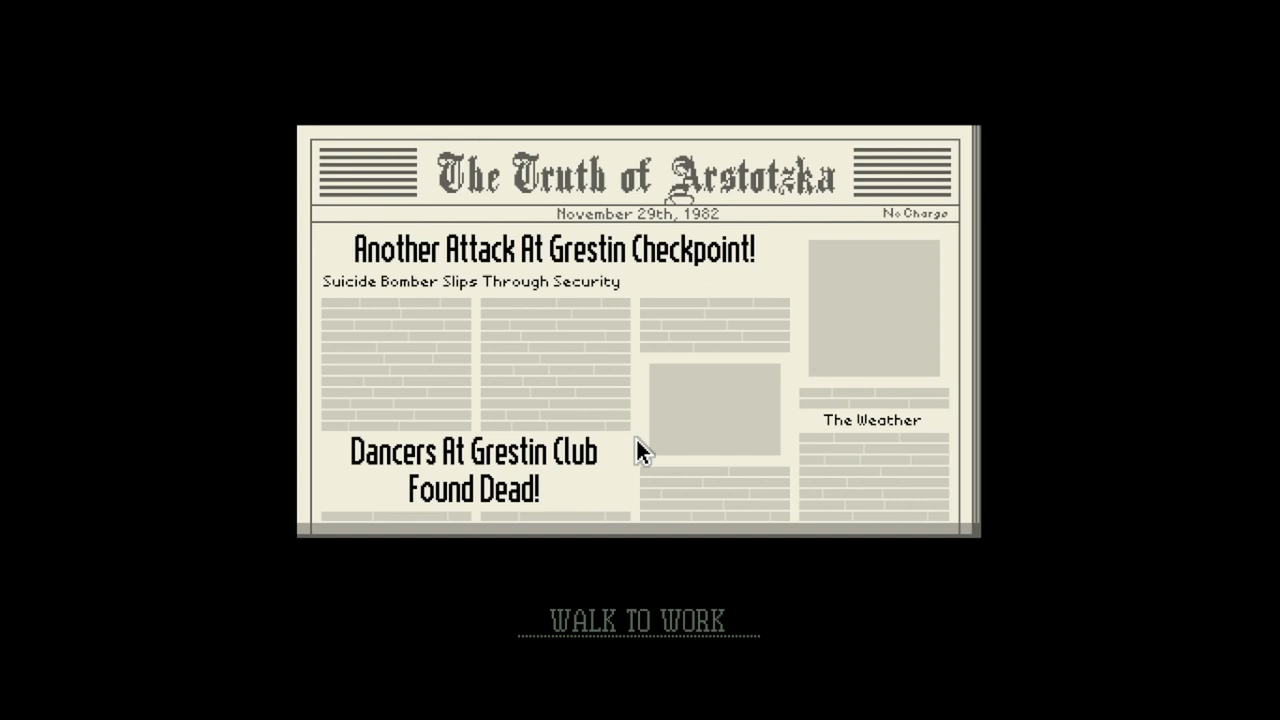 The Truth of Arstotzka
November 29th, 1982
No Charge
Another Attack At Grestin Checkpoint!
Suicide Bomber Slips Through Security
Dancers At Grestin Club
Found Dead!
The Weather
WALK TO WORK